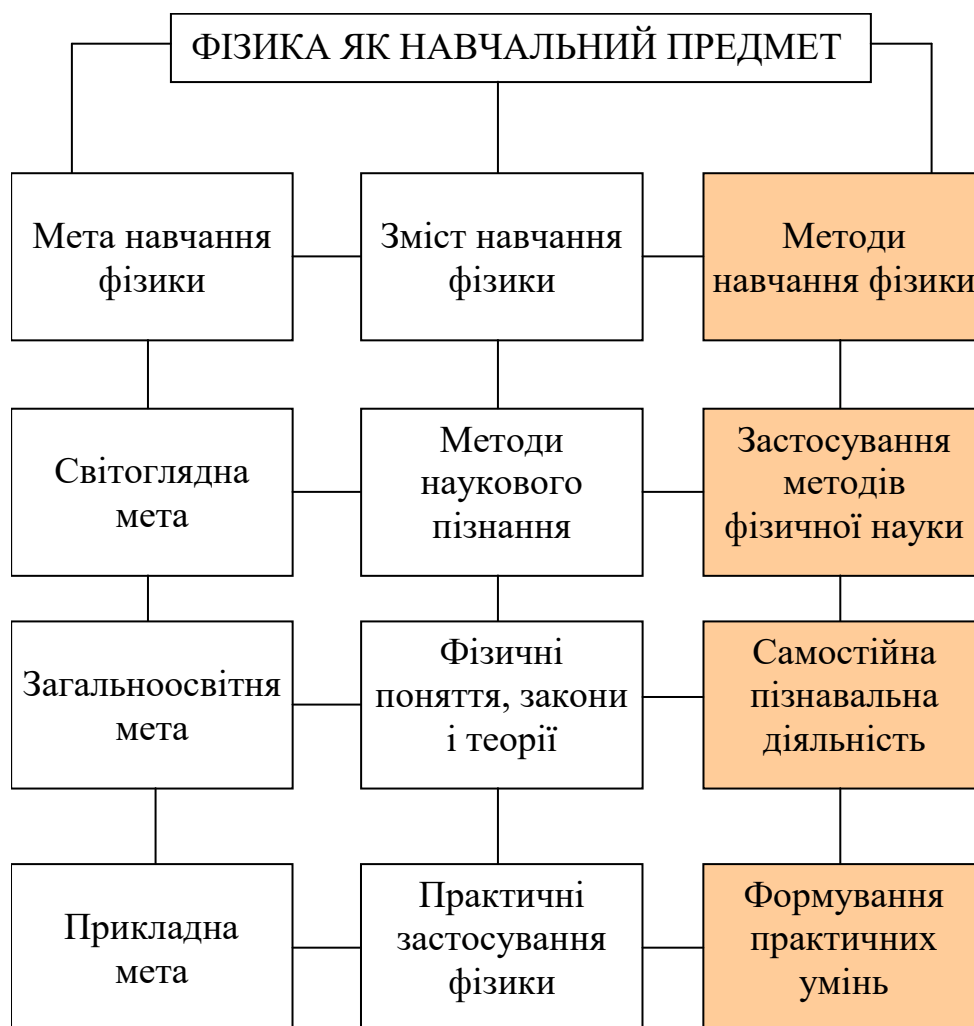 ФІЗИКА ЯК НАВЧАЛЬНИЙ ПРЕДМЕТ
Мета навчання
фізики
Зміст навчання
фізики
Методи
навчання фізики
Світоглядна
мета
Методи
наукового
пізнання
Застосування
методів
фізичної науки
Загальноосвітня
мета
Фізичні
поняття, закони
і теорії
Самостійна
пізнавальна
діяльність
Прикладна
мета
Практичні
застосування
фізики
Формування
практичних
умінь